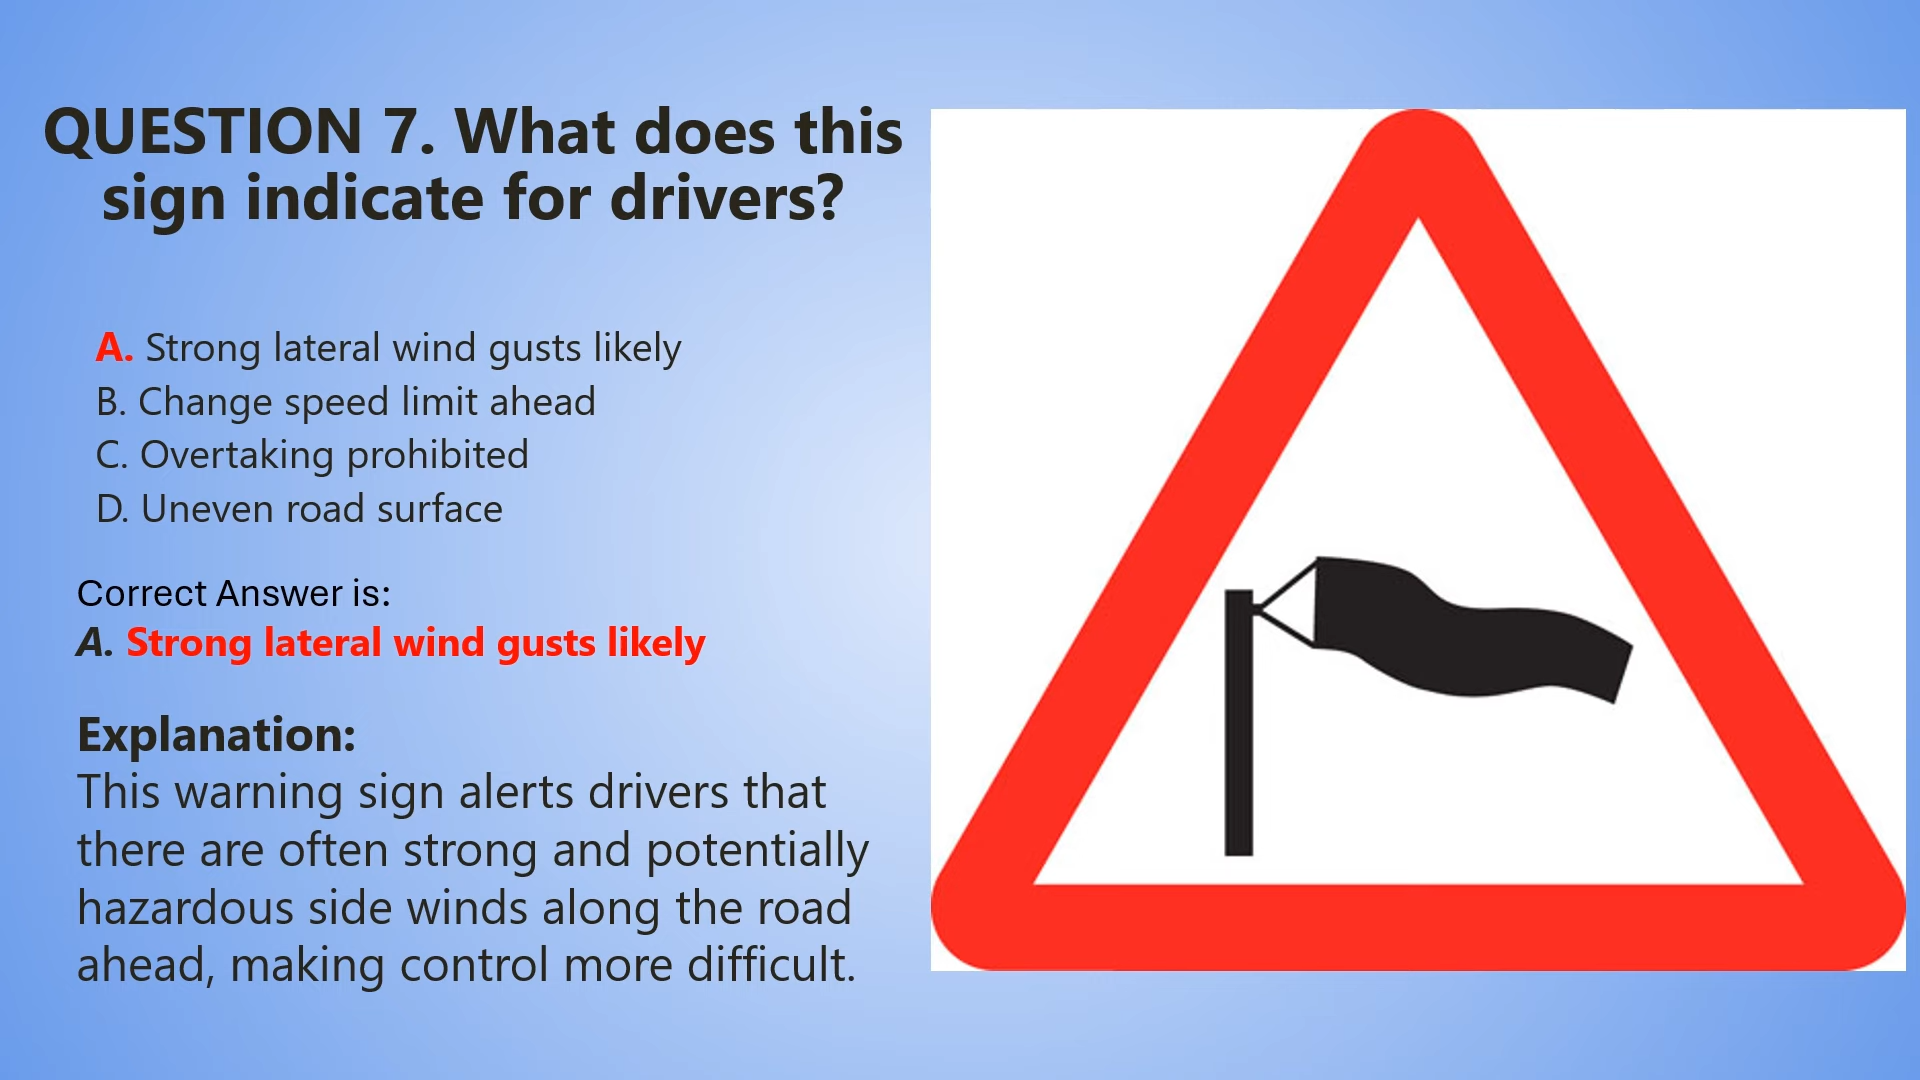 QUESTION 7. What does this
sign indicate for drivers?
A. Strong lateral wind gusts likely
B. Change speed limit ahead
C. Overtaking prohibited
D. Uneven road surface
Correct Answer is:
A. Strong lateral wind gusts likely
Explanation:
This warning sign alerts drivers that
there are often strong and potentially
hazardous side winds along the road
ahead, making control more difficult.